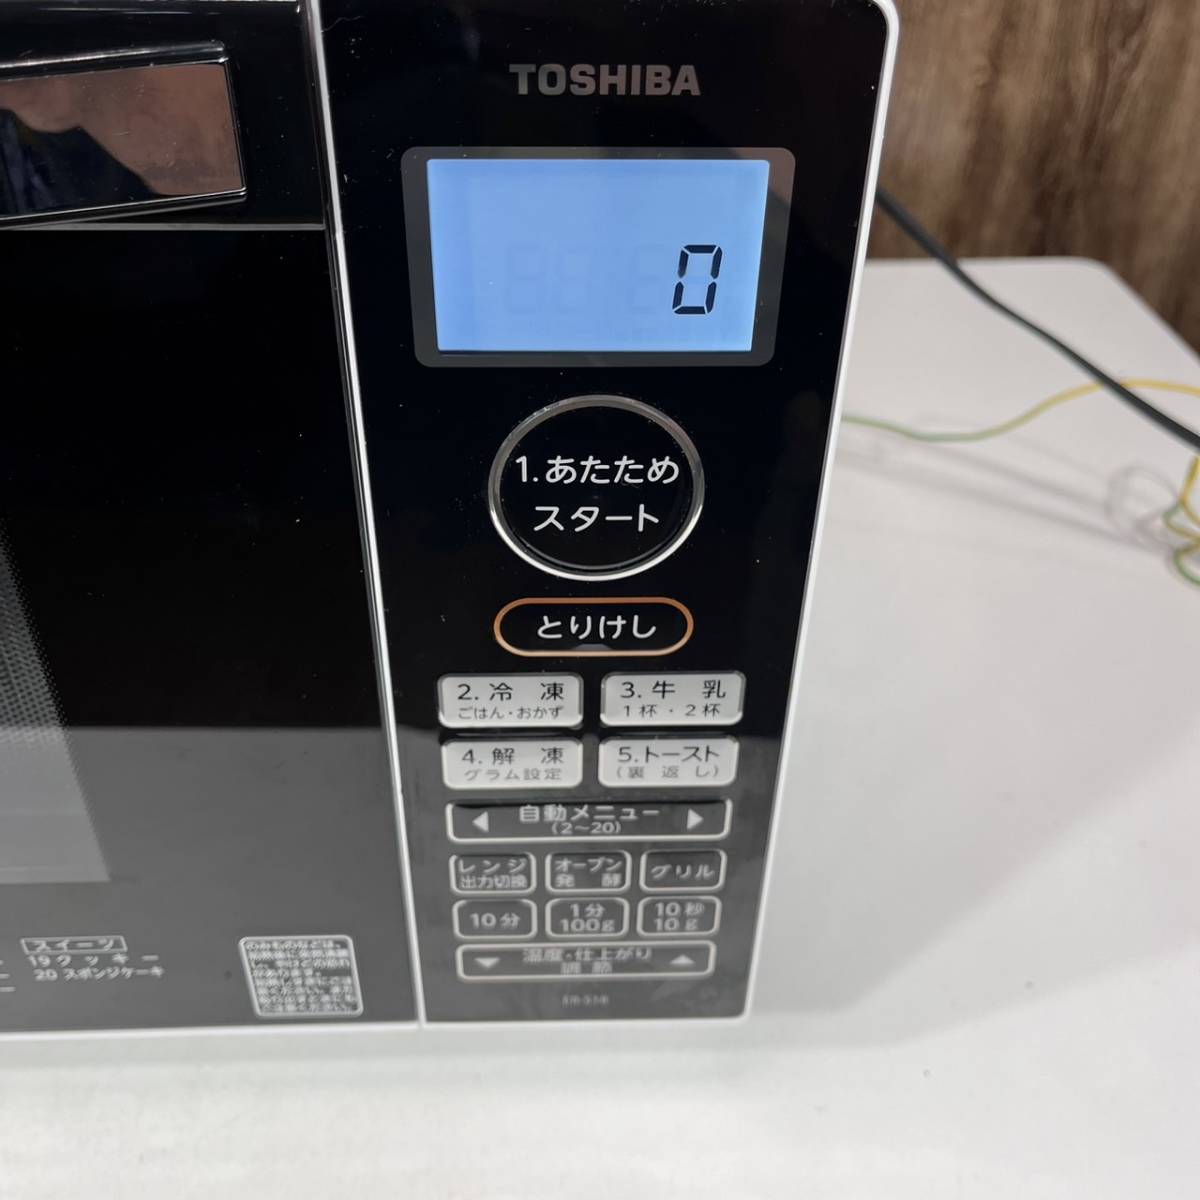 TOSHIBA
0
1.あたため
スタート
とりけし
2.冷 凍
ごはん・おかず
3.牛 乳
1杯・2杯
4.解 凍
グラム設定
5.トースト
(裏返し)
自動メニュー
(2~20)
レンジ
出力切換
オーブン
発 酵
グリル
10分
1分
100g
10秒
10g
温度・仕上がり
調 節
スイーツ
19クッキー
20スポンジケーキ